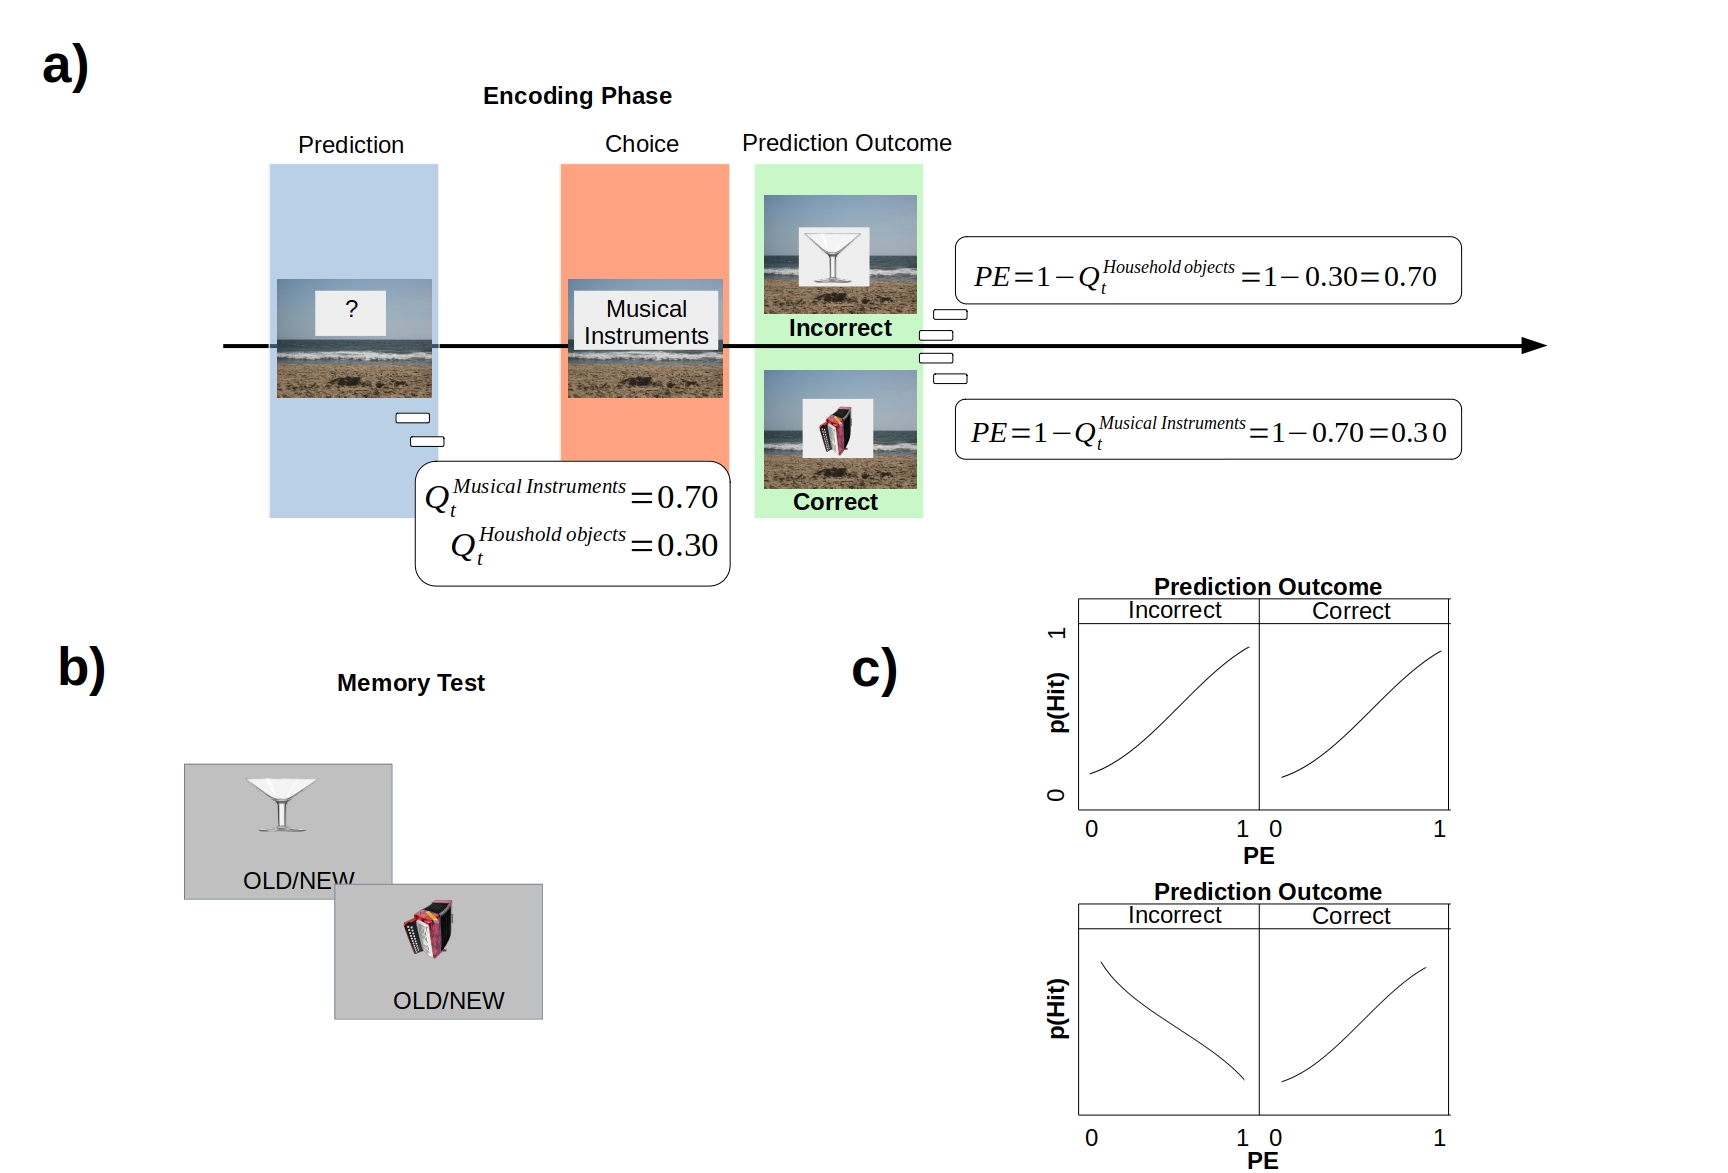 a)
Encoding Phase
Prediction
Choice
Prediction Outcome
?
Musical
Instruments
Incorrect
Correct
PE=1−Q_t^{Household objects}=1−0.30=0.70
PE=1−Q_t^{Musical Instruments}=1−0.70=0.30
Q_t^{Musical Instruments}=0.70
Q_t^{Houshold objects}=0.30
b)
Memory Test
OLD/NEW
OLD/NEW
c)
Prediction Outcome
Incorrect Correct
p(Hit)
1
0
0 1 0 1
PE
Prediction Outcome
Incorrect Correct
p(Hit)
0 1 0 1
PE